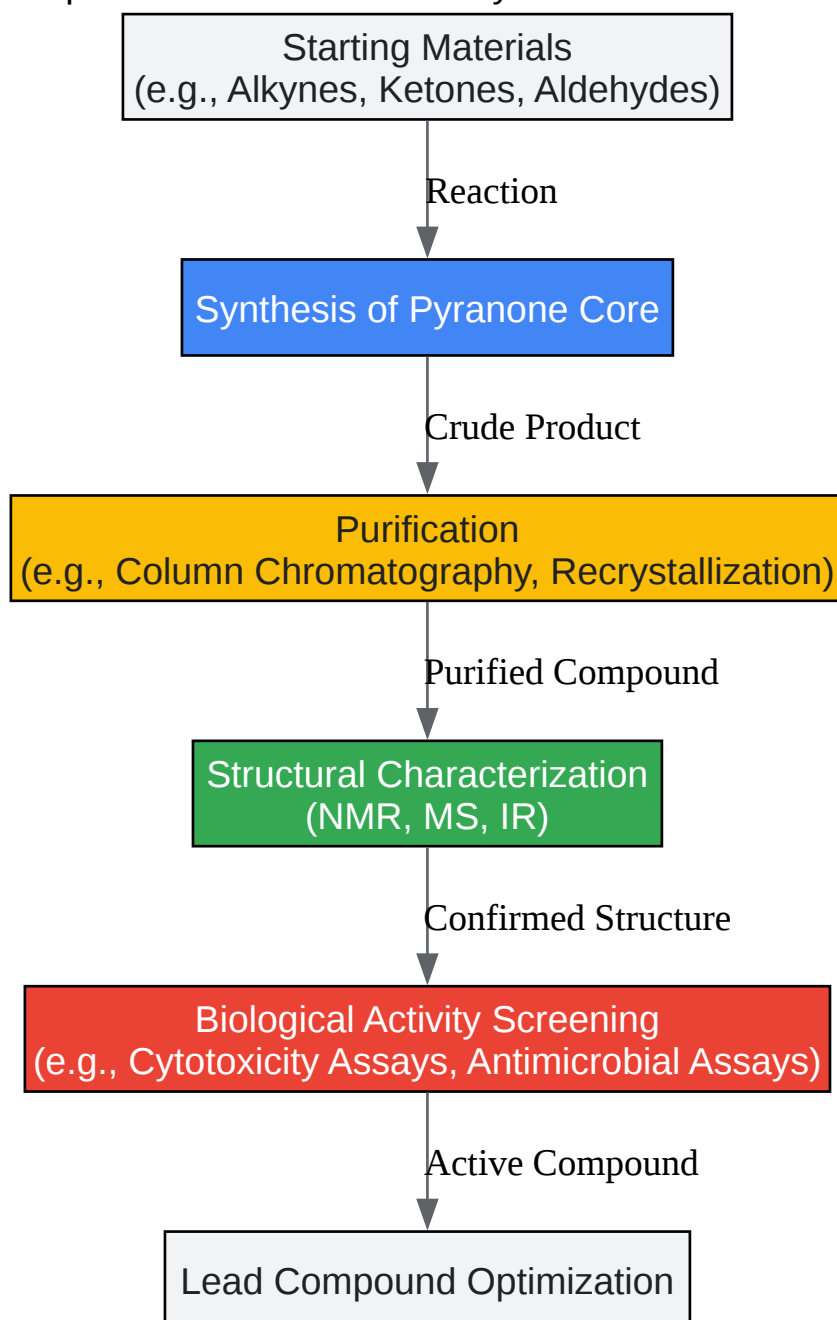 Starting Materials
(e.g., Alkynes, Ketones, Aldehydes)
Reaction
Synthesis of Pyranone Core
Crude Product
Purification
(e.g., Column Chromatography, Recrystallization)
Purified Compound
Structural Characterization
(NMR, MS, IR)
Confirmed Structure
Biological Activity Screening
(e.g., Cytotoxicity Assays, Antimicrobial Assays)
Active Compound
Lead Compound Optimization